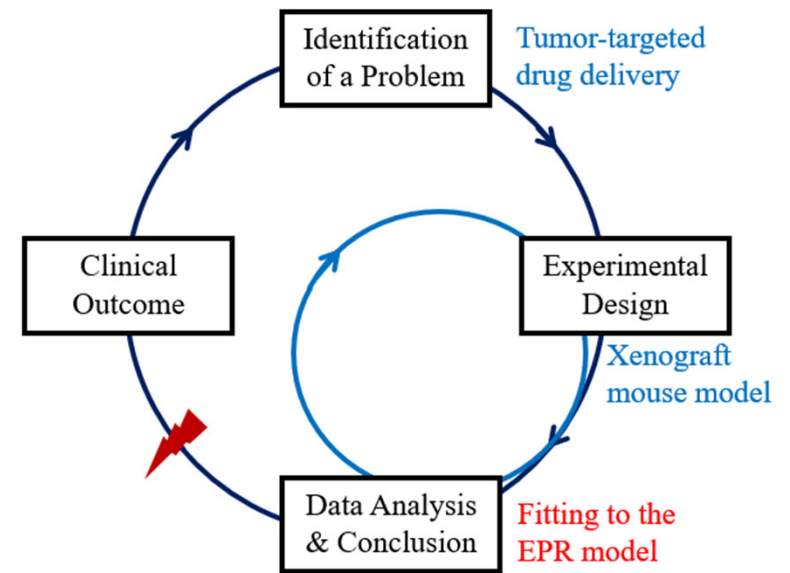 Identification
of a Problem
Tumor-targeted
drug delivery
Clinical
Outcome
Experimental
Design
Xenograft
mouse model
Data Analysis
& Conclusion
Fitting to the
EPR model